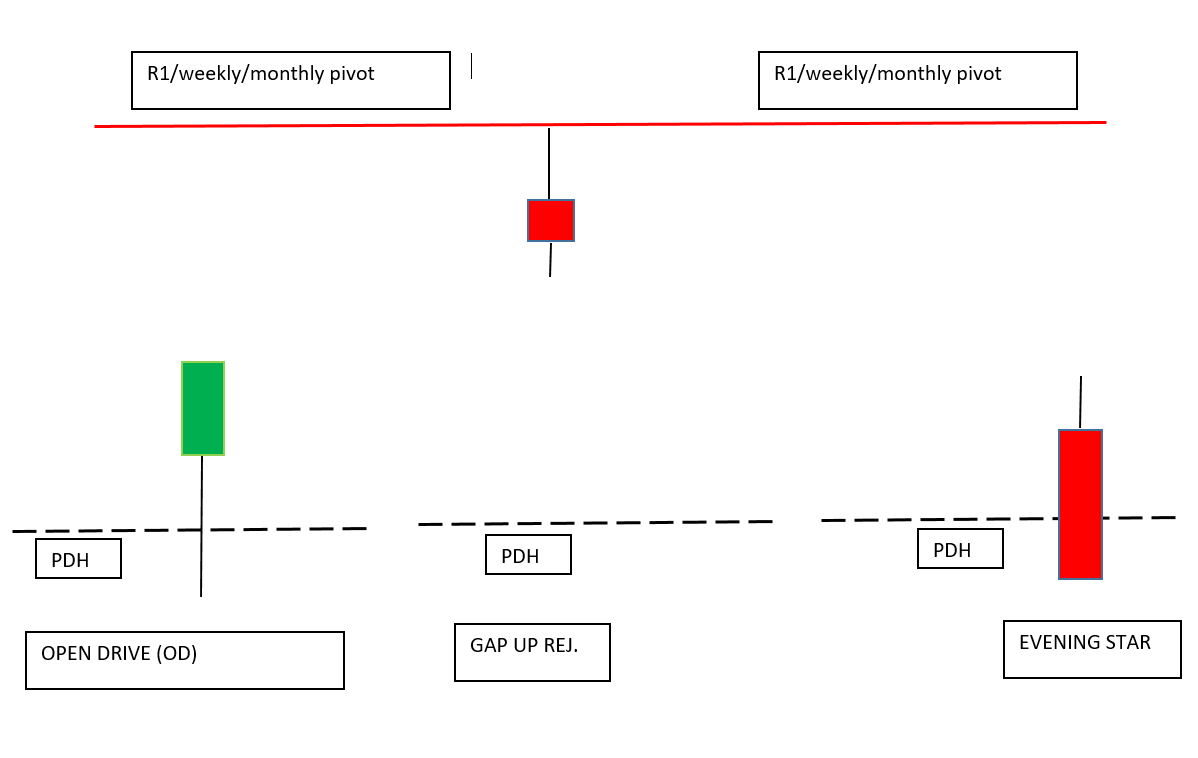 R1/weekly/monthly pivot
R1/weekly/monthly pivot
PDH
PDH
PDH
OPEN DRIVE (OD)
GAP UP REJ.
EVENING STAR